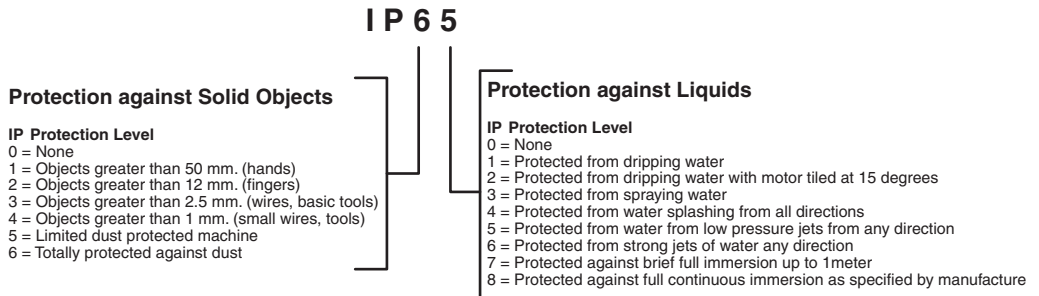 IP65
Protection against Solid Objects
IP Protection Level
0 = None
1 = Objects greater than 50 mm. (hands)
2 = Objects greater than 12 mm. (fingers)
3 = Objects greater than 2.5 mm. (wires, basic tools)
4 = Objects greater than 1 mm. (small wires, tools)
5 = Limited dust protected machine
6 = Totally protected against dust
Protection against Liquids
IP Protection Level
0 = None
1 = Protected from dripping water
2 = Protected from dripping water with motor tiled at 15 degrees
3 = Protected from spraying water
4 = Protected from water splashing from all directions
5 = Protected from water from low pressure jets from any direction
6 = Protected from strong jets of water any direction
7 = Protected against brief full immersion up to 1meter
8 = Protected against full continuous immersion as specified by manufacture